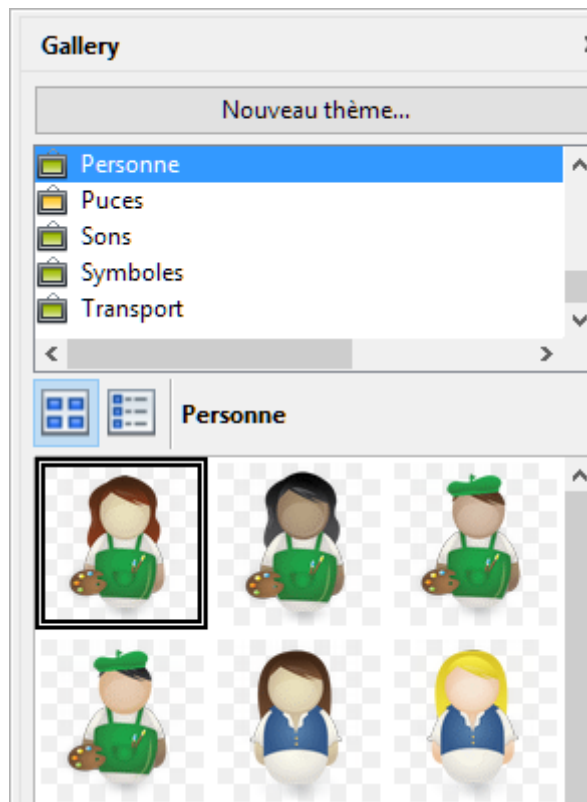 Gallery
Nouveau thème...
Personne
Puces
Sons
Symboles
Transport
Personne